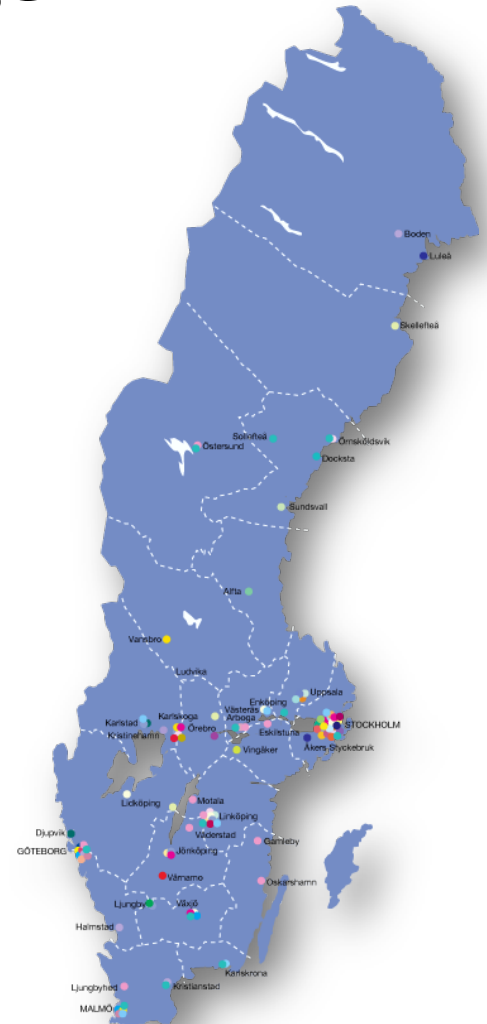 Boden
Luleå
Skellefteå
Sollefteå
Örnsköldsvik
Östersund
Docksta
Sundsvall
Alfta
Vansbro
Ludvika
Uppsala
Enköping
Västerås
Karlskoga
Arboga
Karlstad
STOCKHOLM
Örebro
Eskilstuna
Kristinehamn
Åkers Styckebruk
Vingåker
Lidköping
Motala
Linköping
Djupvik
Väderstad
Gamleby
GÖTEBORG
Jönköping
Värnamo
Oskarshamn
Ljungby
Växjö
Halmstad
Karlskrona
Ljungbyhed
Kristianstad
MALMÖ